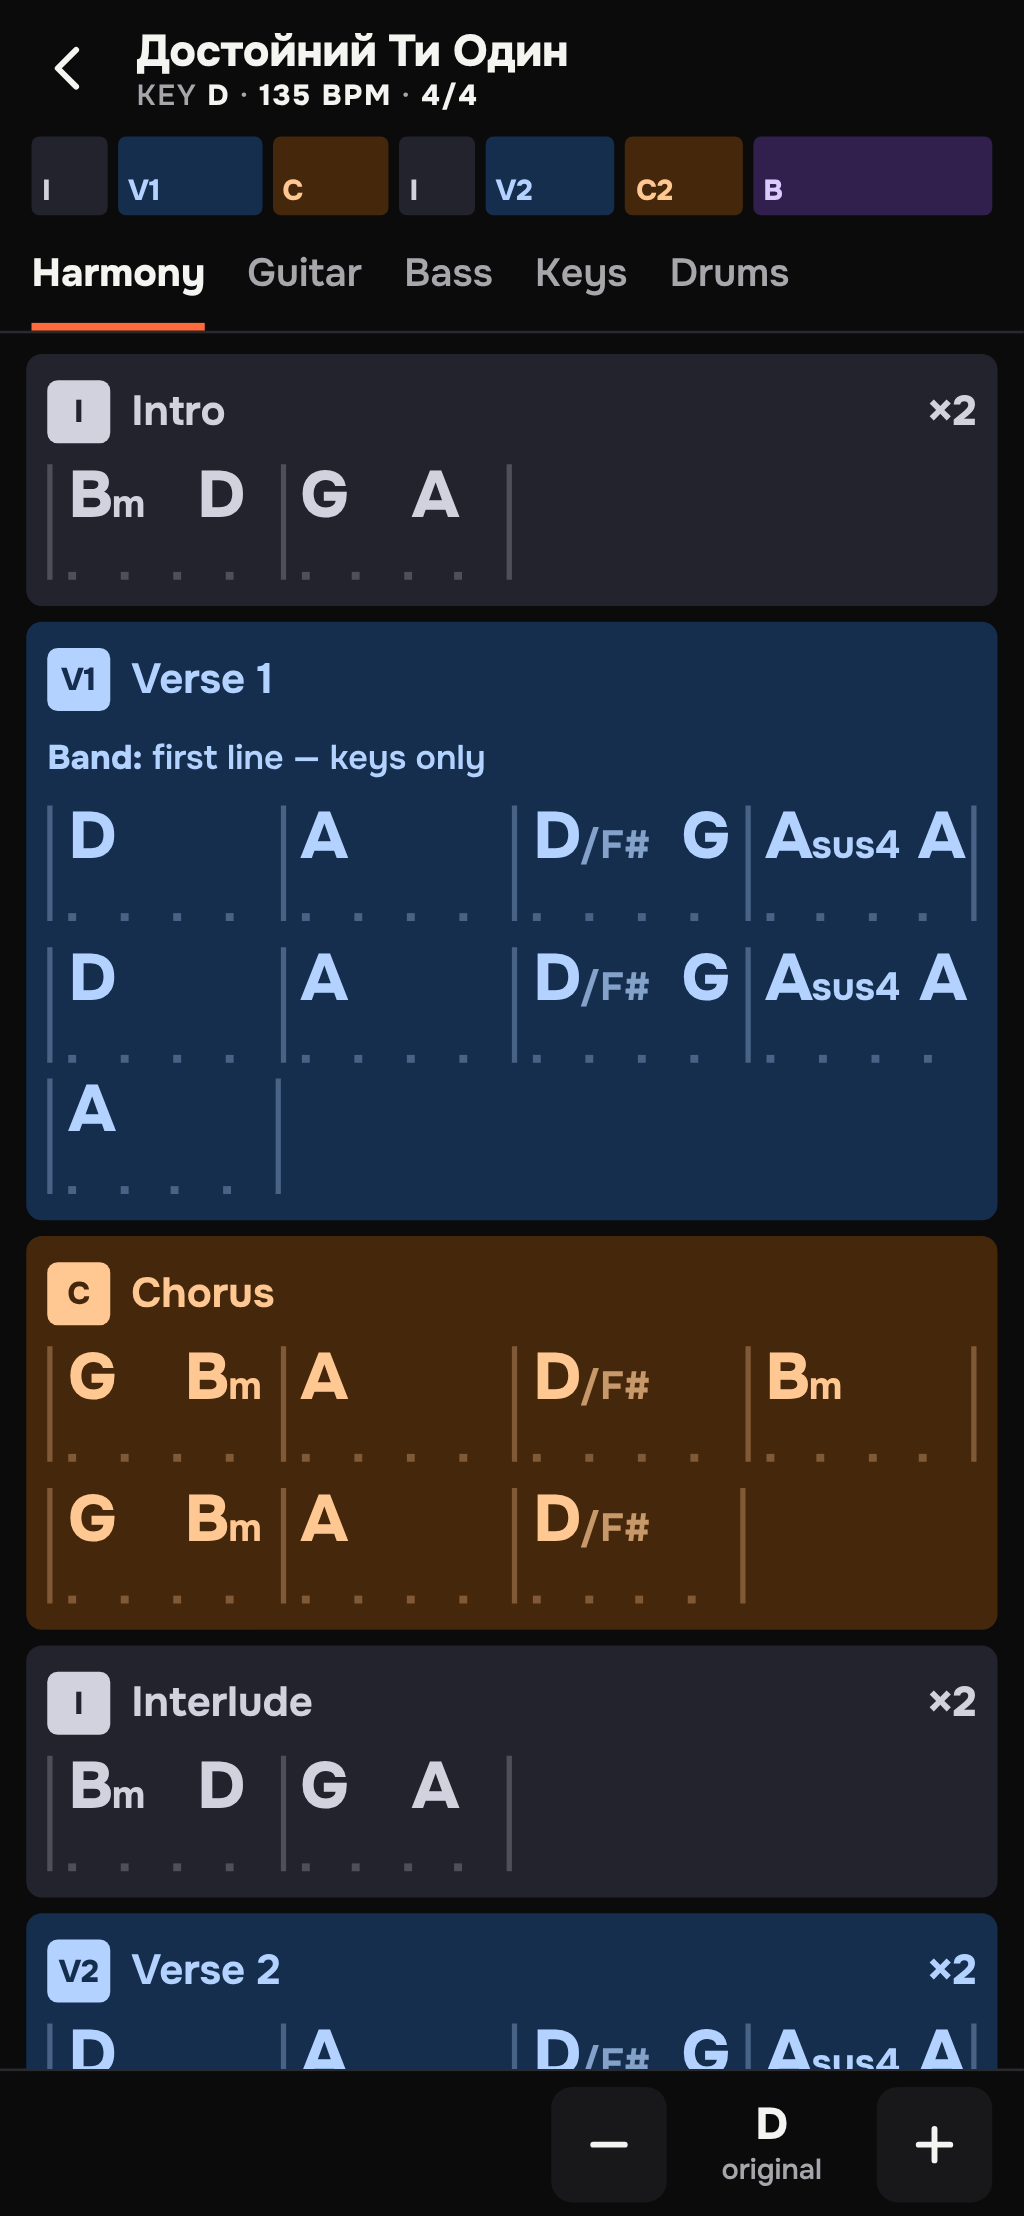 Достойний Ти Один
KEY D · 135 BPM · 4/4
I V1 C I V2 C2 B
Harmony Guitar Bass Keys Drums
I Intro ×2
Bm D G A
V1 Verse 1
Band: first line — keys only
D A D/F# G Asus4 A
D A D/F# G Asus4 A
A
C Chorus
G Bm A D/F# Bm
G Bm A D/F#
I Interlude ×2
Bm D G A
V2 Verse 2 ×2
D A D/F# G Asus4 A
D
original